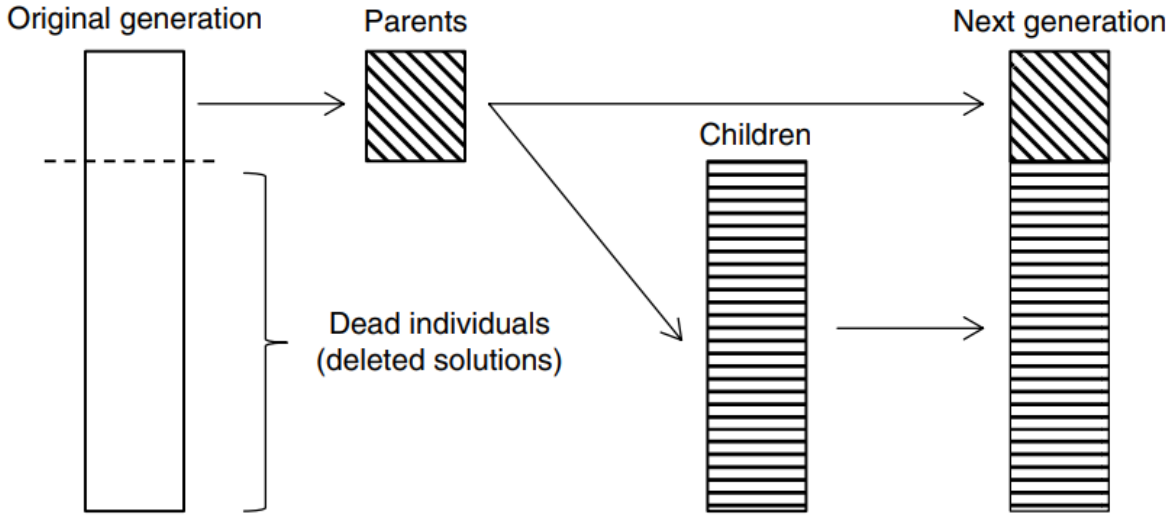 Original generation
Parents
Next generation
Children
Dead individuals
(deleted solutions)